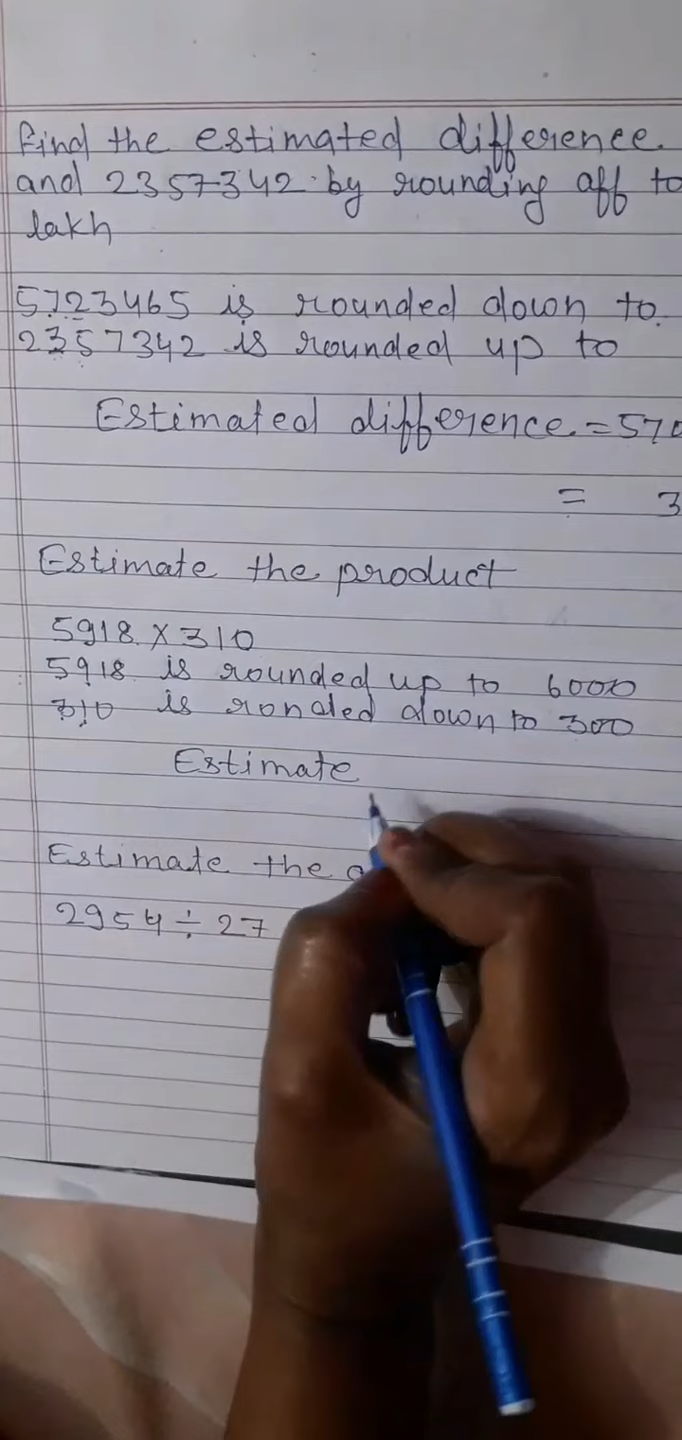 Find the estimated difference
and 2357342 by rounding off to
lakh
5723465 is rounded down to
2357342 is rounded up to
Estimated difference = 570
= 3
Estimate the product
5918 × 310
5918 is rounded up to 6000
310 is ronded down to 300
Estimate
Estimate the
2954 ÷ 27